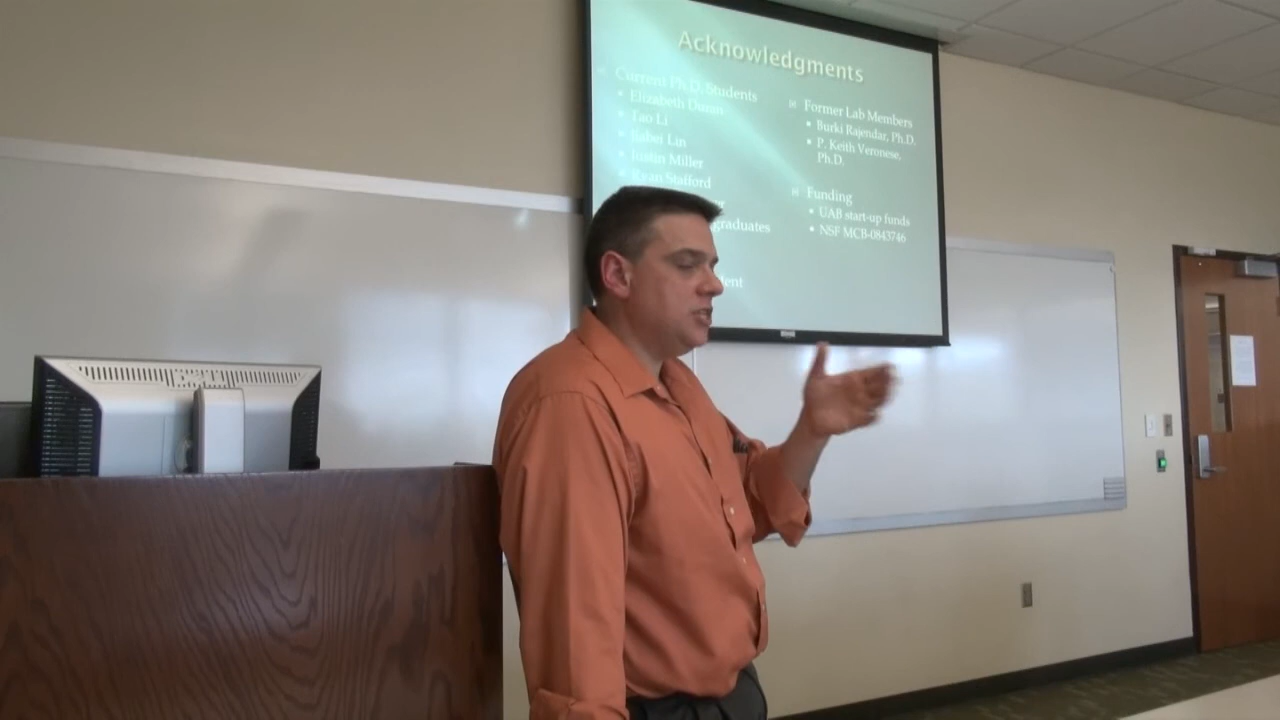 Acknowledgments
Current Ph.D. Students
Elizabeth
Tao Li
Lin
Justin Miller
Ryan Stafford
graduates
Former Lab Members
Burki Rajendar, Ph.D.
P. Keith Veronese,
Ph.D.
Funding
UAB start-up funds
NSF MCB-0843746